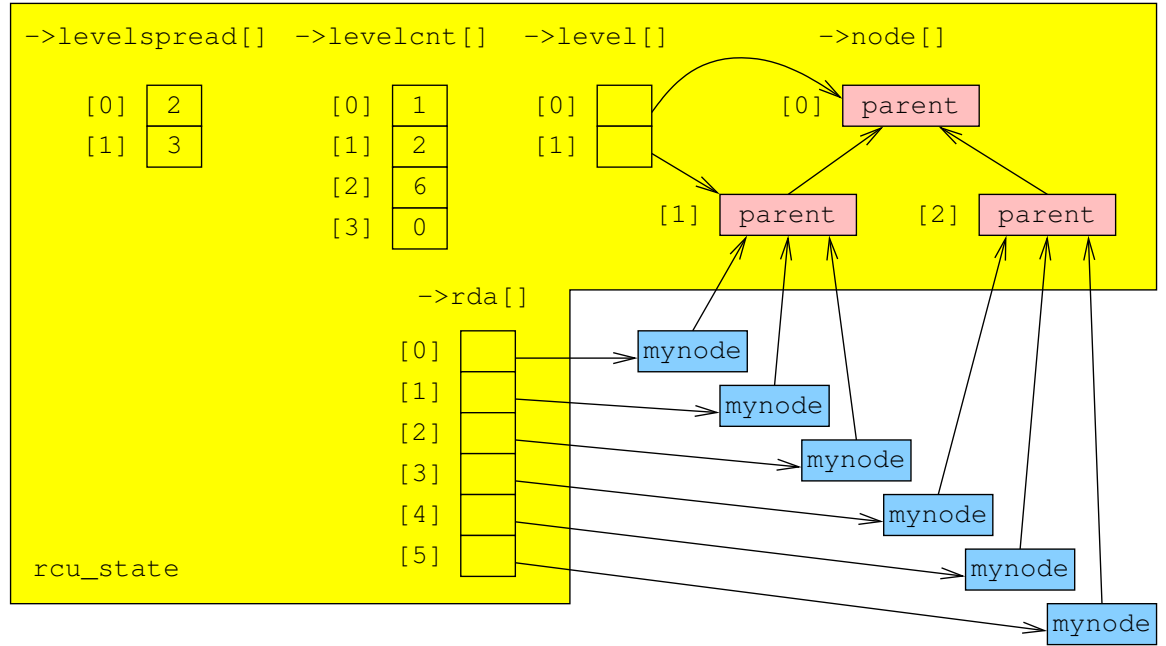 ->levelspread[] ->levelcnt[] ->level[] ->node[]
[0] 2 [0] 1 [0] [0] parent
[1] 3 [1] 2 [1]
[2] 6
[1] parent [2] parent
[3] 0
->rda[]
[0] mynode
[1] mynode
[2] mynode
[3] mynode
[4] mynode
[5] mynode
rcu_state